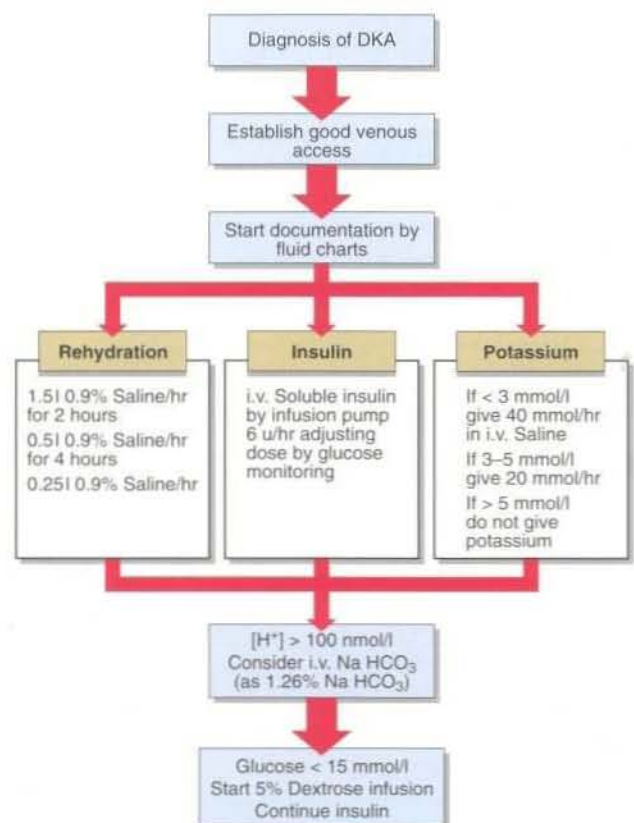 Diagnosis of DKA
Establish good venous
access
Start documentation by
fluid charts
Rehydration
1.5l 0.9% Saline/hr
for 2 hours
0.5l 0.9% Saline/hr
for 4 hours
0.25l 0.9% Saline/hr
Insulin
i.v. Soluble insulin
by infusion pump
6 u/hr adjusting
dose by glucose
monitoring
Potassium
If < 3 mmol/l
give 40 mmol/hr
in i.v. Saline
If 3–5 mmol/l
give 20 mmol/hr
If > 5 mmol/l
do not give
potassium
[H⁺] > 100 nmol/l
Consider i.v. Na HCO₃
(as 1.26% Na HCO₃)
Glucose < 15 mmol/l
Start 5% Dextrose infusion
Continue insulin